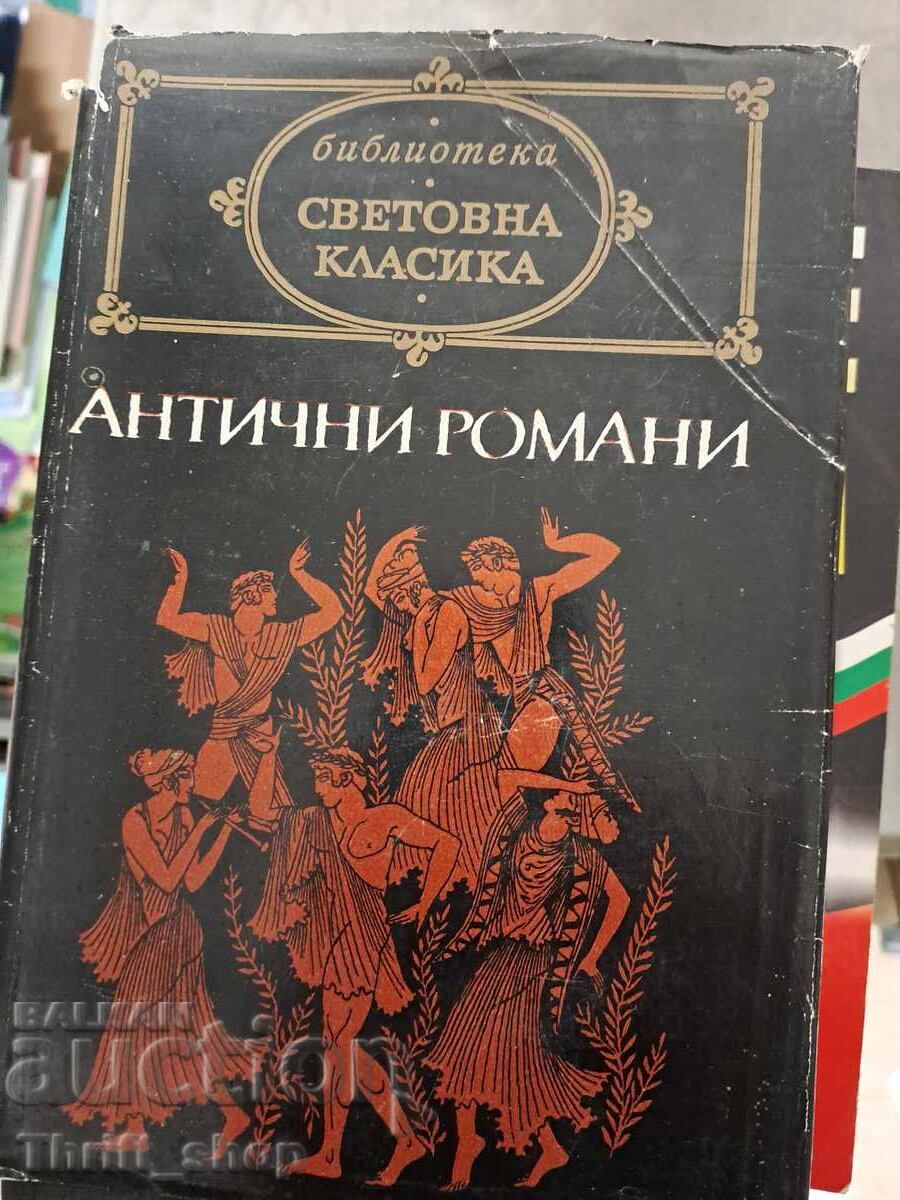 библиотека
СВЕТОВНА
КЛАСИКА
АНТИЧНИ РОМАНИ
BALKAN
auction
Thrift_shop